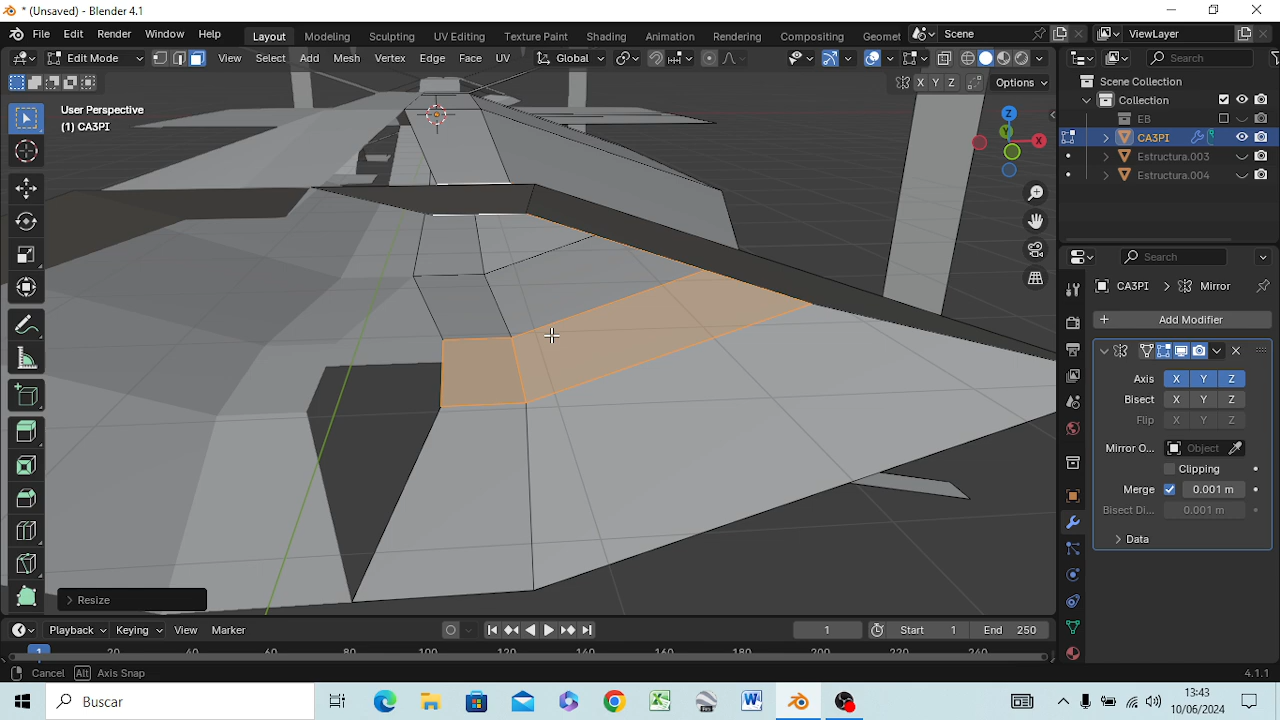 * (Unsaved) - Blender 4.1
File Edit Render Window Help Layout Modeling Sculpting UV Editing Texture Paint Shading Animation Rendering Compositing Geomet Scene ViewLayer
Edit Mode View Select Add Mesh Vertex Edge Face UV Global Search
X Y Z Options
User Perspective
(1) CA3PI
Scene Collection
Collection
EB
CA3PI
Estructura.003
Estructura.004
Z
Y
X
Search
CA3PI > Mirror
+ Add Modifier
Axis X Y Z
Bisect X Y Z
Flip X Y Z
Mirror O... Object
Clipping
Merge 0.001 m
Bisect Di... 0.001 m
> Data
> Resize
Playback Keying View Marker 1 Start 1 End 250
1 20 40 60 80 100 120 140 160 180 200 220 240
Cancel Alt Axis Snap 4.1.1
Buscar
13:43
10/06/2024